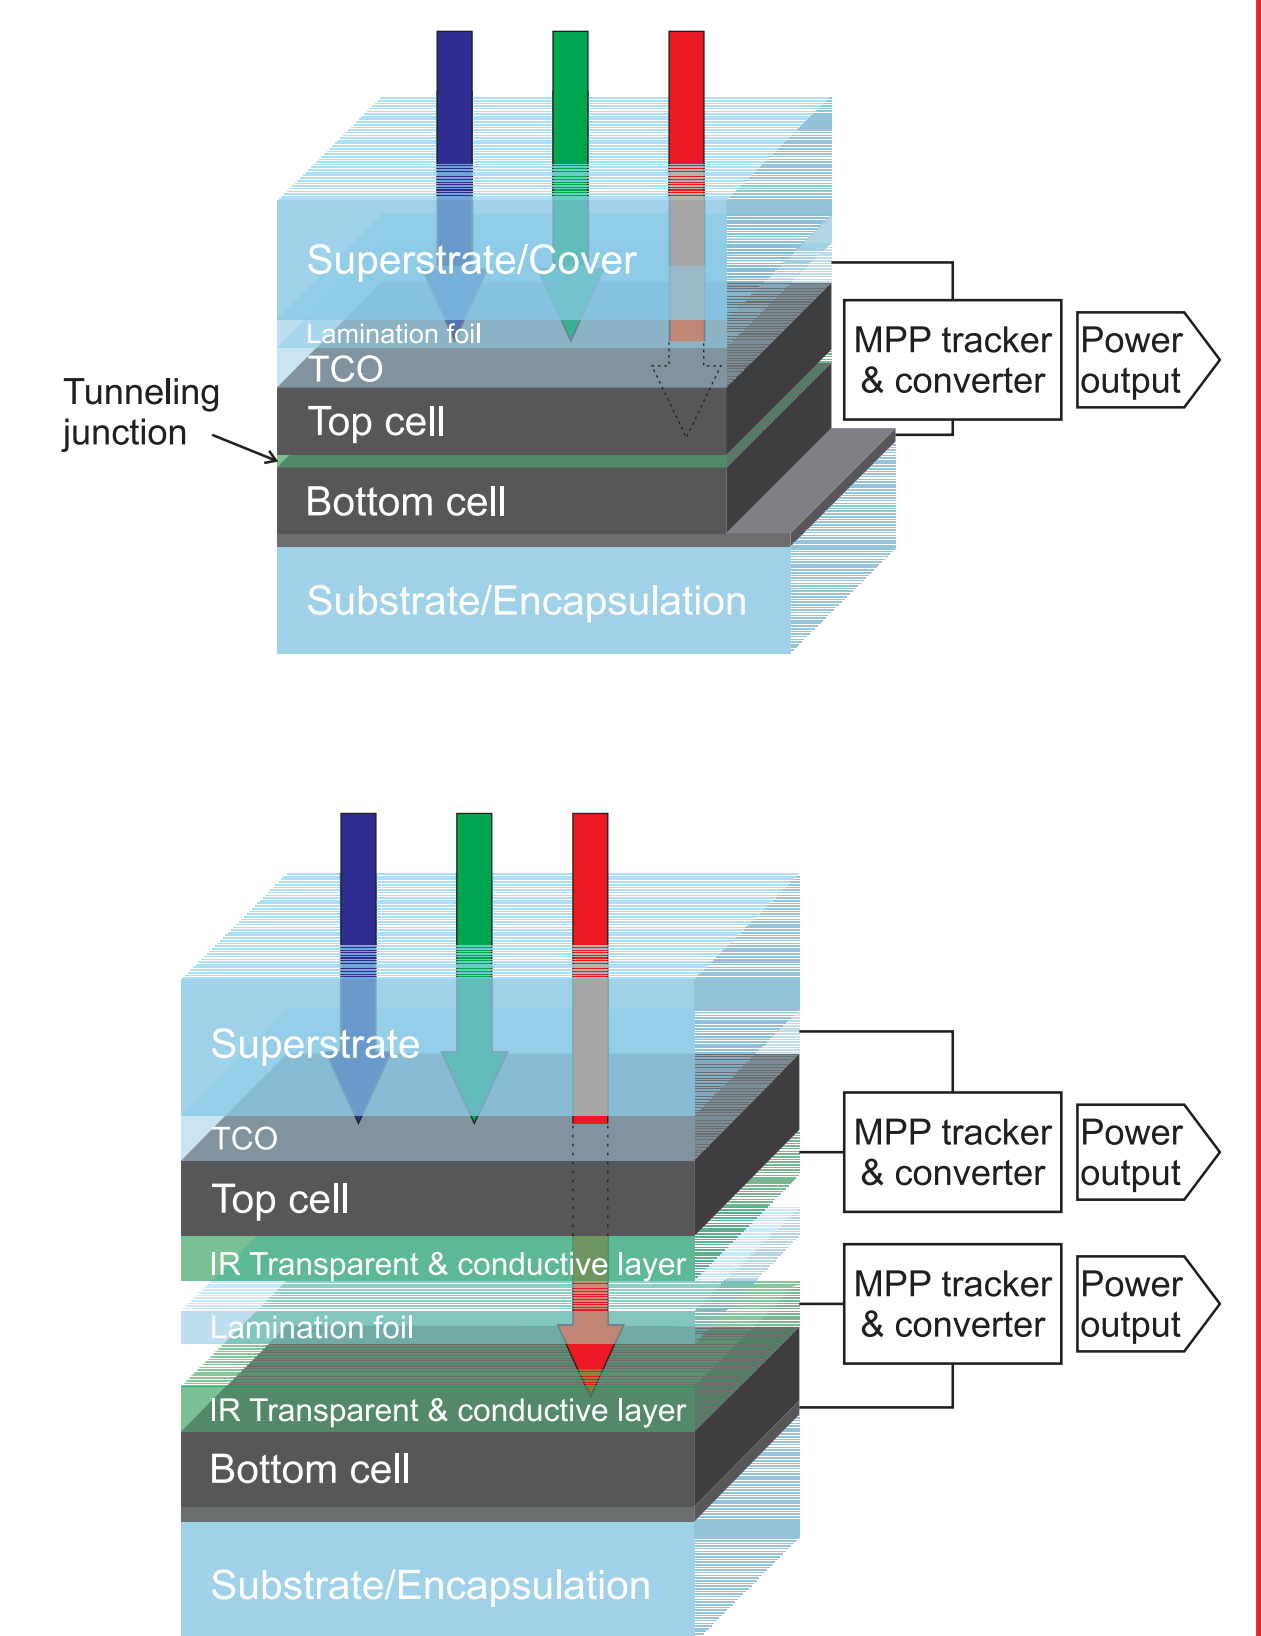 Superstrate/Cover
Lamination foil
TCO
Top cell
Tunneling
junction
Bottom cell
Substrate/Encapsulation
MPP tracker
& converter
Power
output
Superstrate
TCO
Top cell
IR Transparent & conductive layer
Lamination foil
IR Transparent & conductive layer
Bottom cell
Substrate/Encapsulation
MPP tracker
& converter
Power
output
MPP tracker
& converter
Power
output